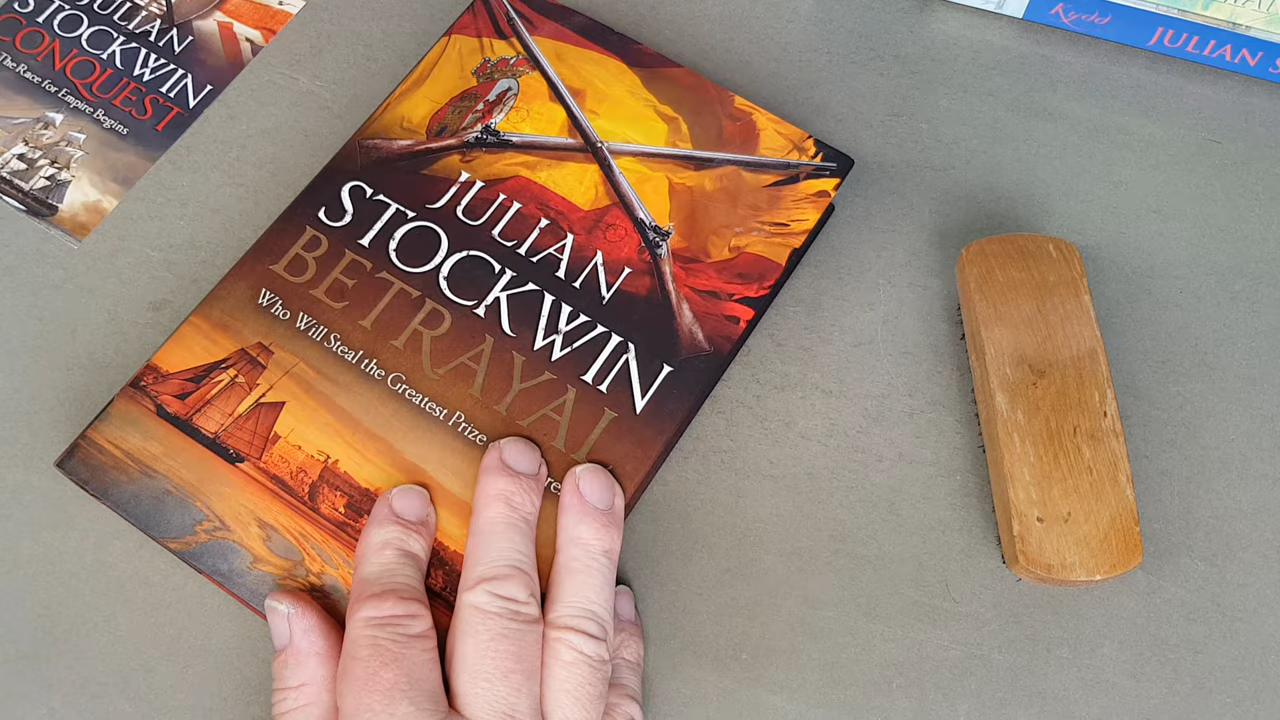 JULIAN
STOCKWIN
CONQUEST
The Race for Empire Begins
JULIAN
STOCKWIN
BETRAYAL
Who Will Steal the Greatest Prize
Kydd
JULIAN